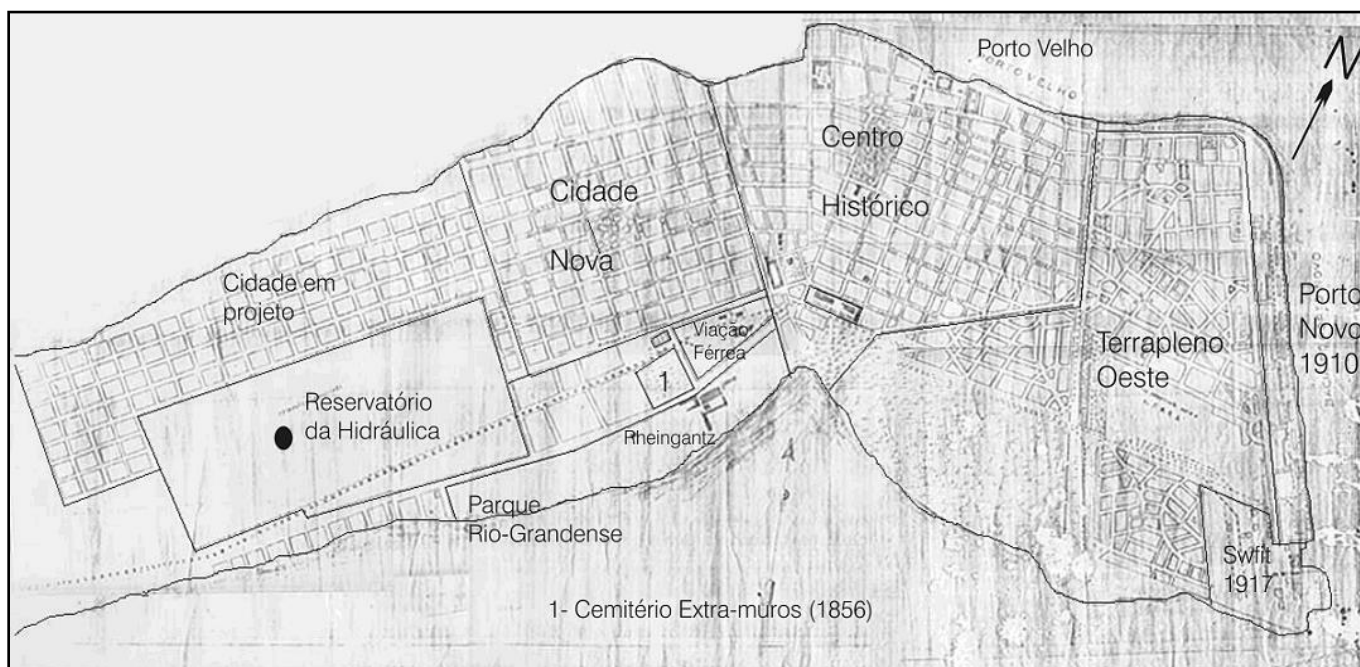 Porto Velho
PORTO VELHO
N
Centro
Histórico
Cidade
Nova
Cidade em
projeto
Viação
Férrea
Porto
Novo
1910
Terrapleno
Oeste
1
Reservatório
da Hidráulica
Rheingantz
Parque
Rio-Grandense
Swfit
1917
1- Cemitério Extra-muros (1856)